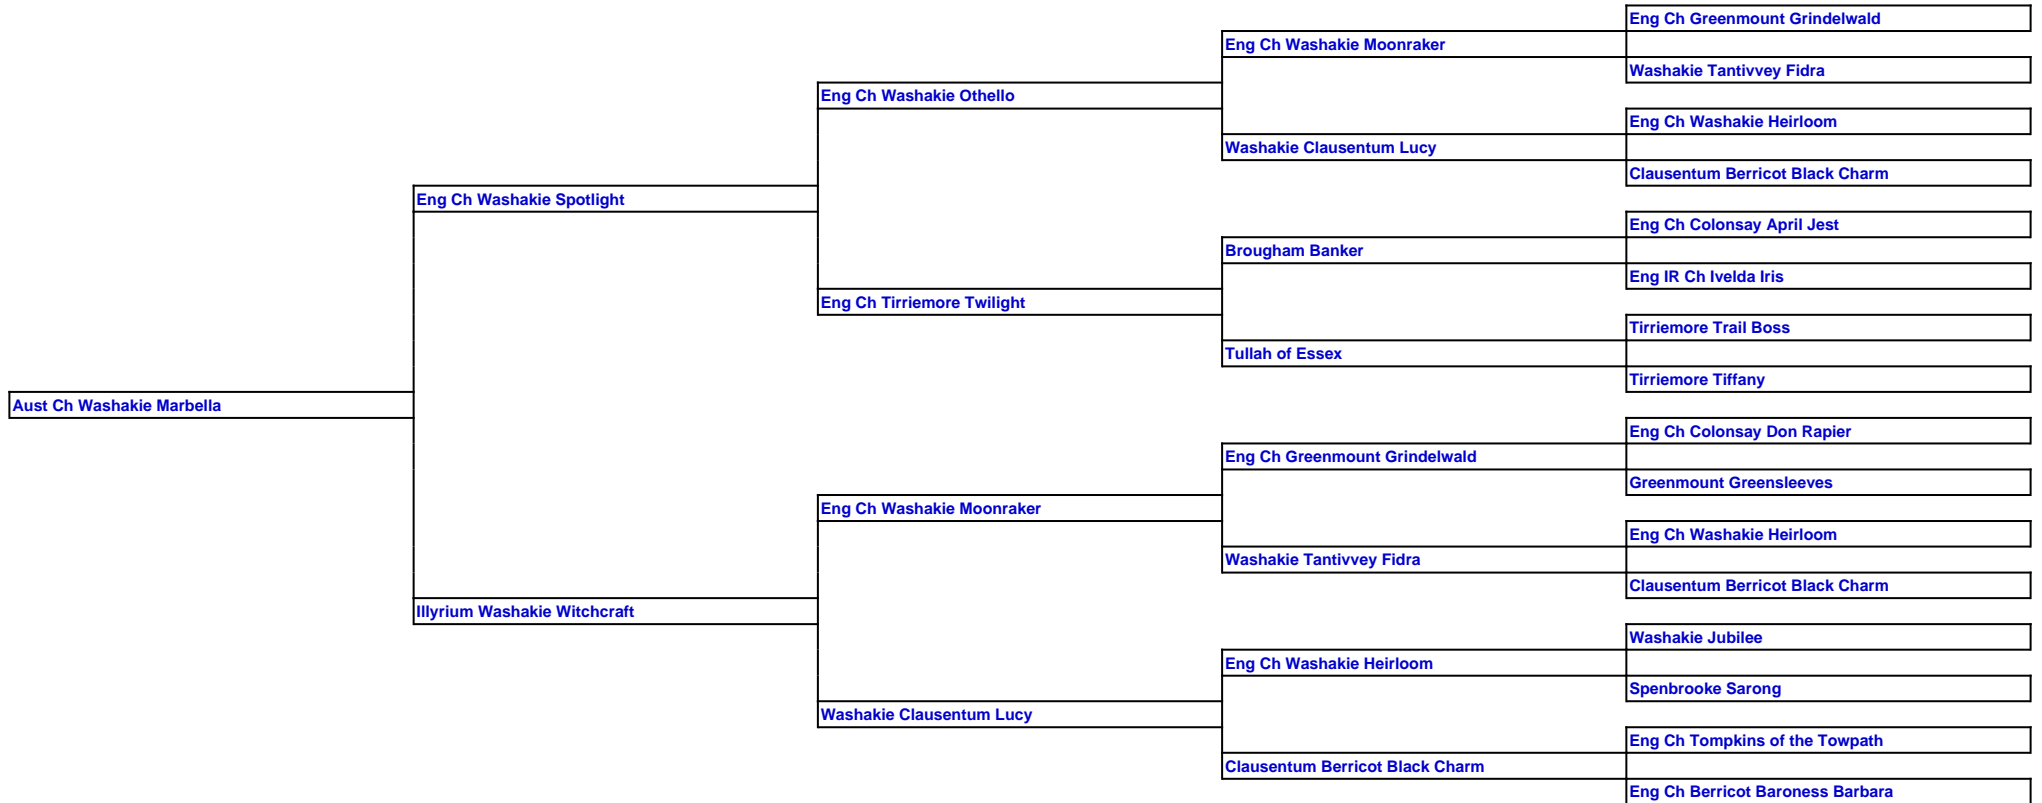 Eng Ch Greenmount Grindelwald
Eng Ch Washakie Moonraker
Washakie Tantivvey Fidra
Eng Ch Washakie Othello
Eng Ch Washakie Heirloom
Washakie Clausentum Lucy
Clausentum Berricot Black Charm
Eng Ch Washakie Spotlight
Eng Ch Colonsay April Jest
Brougham Banker
Eng IR Ch Ivelda Iris
Eng Ch Tirriemore Twilight
Tirriemore Trail Boss
Tullah of Essex
Tirriemore Tiffany
Aust Ch Washakie Marbella
Eng Ch Colonsay Don Rapier
Eng Ch Greenmount Grindelwald
Greenmount Greensleeves
Eng Ch Washakie Moonraker
Eng Ch Washakie Heirloom
Washakie Tantivvey Fidra
Clausentum Berricot Black Charm
Illyrium Washakie Witchcraft
Washakie Jubilee
Eng Ch Washakie Heirloom
Spenbrooke Sarong
Washakie Clausentum Lucy
Eng Ch Tompkins of the Towpath
Clausentum Berricot Black Charm
Eng Ch Berricot Baroness Barbara